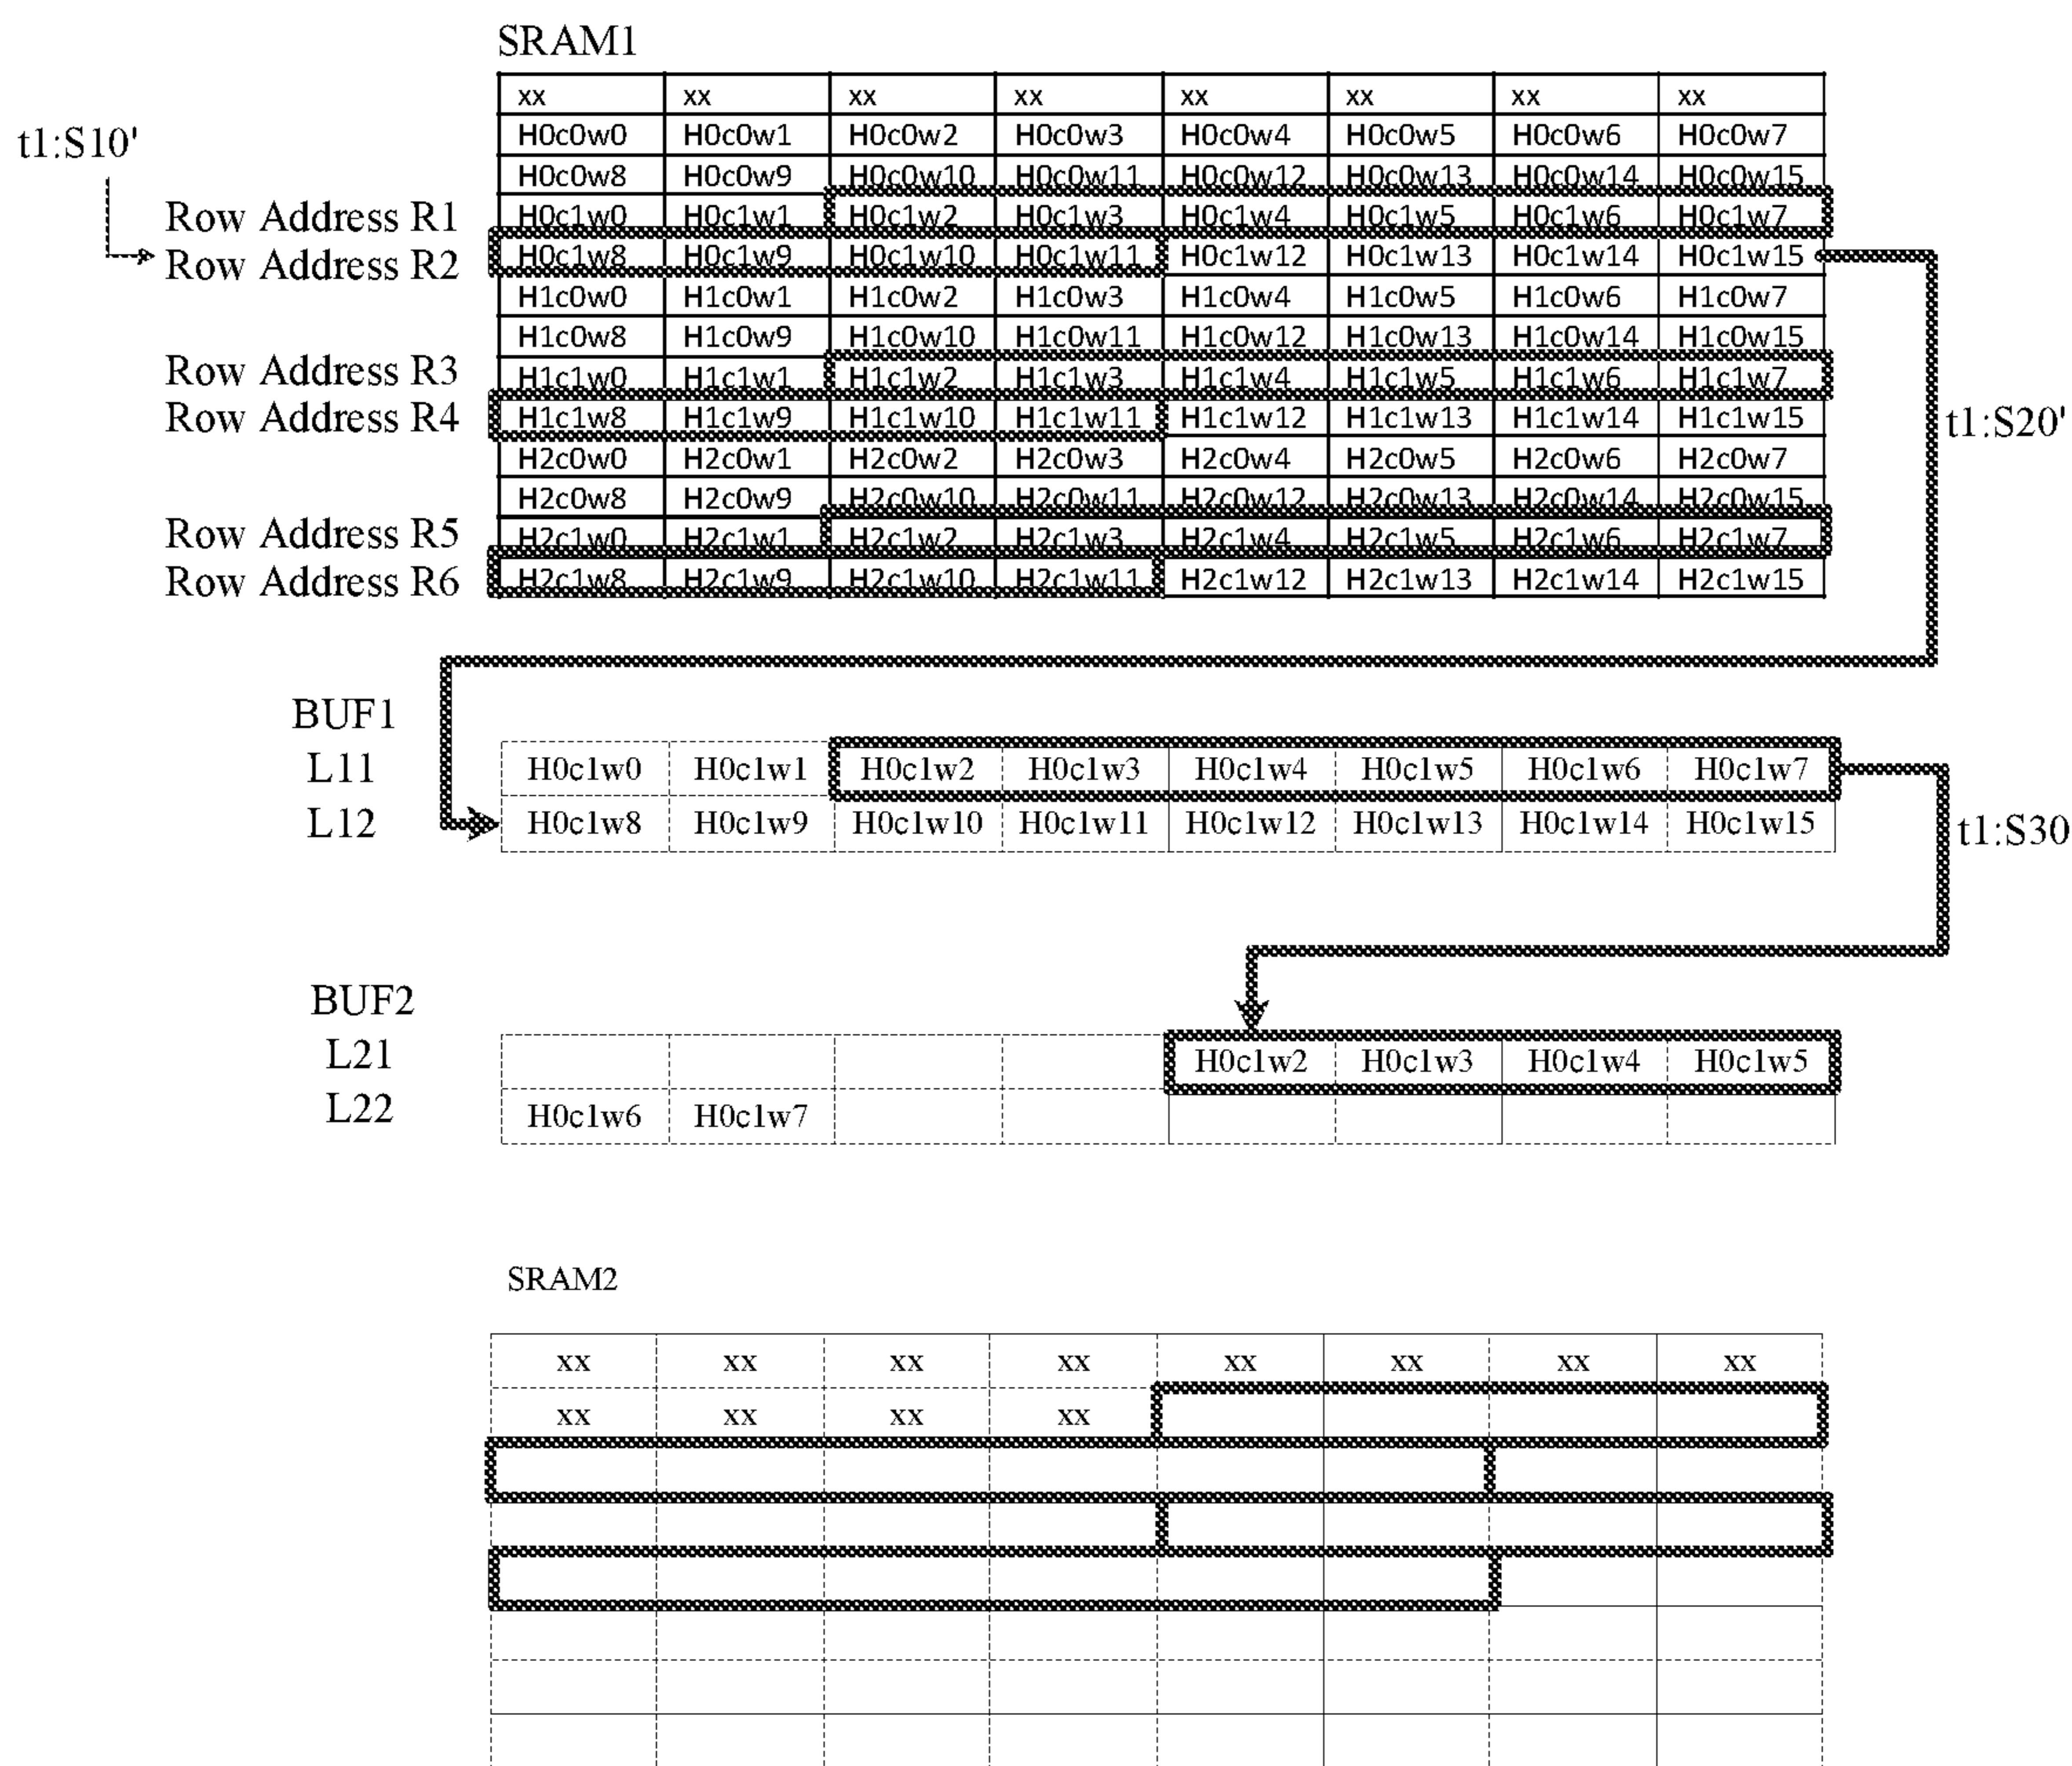 SRAM1
xx xx xx xx xx xx xx xx
t1:S10' H0c0w0 H0c0w1 H0c0w2 H0c0w3 H0c0w4 H0c0w5 H0c0w6 H0c0w7
H0c0w8 H0c0w9 H0c0w10 H0c0w11 H0c0w12 H0c0w13 H0c0w14 H0c0w15
Row Address R1 H0c1w0 H0c1w1 H0c1w2 H0c1w3 H0c1w4 H0c1w5 H0c1w6 H0c1w7
Row Address R2 H0c1w8 H0c1w9 H0c1w10 H0c1w11 H0c1w12 H0c1w13 H0c1w14 H0c1w15
H1c0w0 H1c0w1 H1c0w2 H1c0w3 H1c0w4 H1c0w5 H1c0w6 H1c0w7
H1c0w8 H1c0w9 H1c0w10 H1c0w11 H1c0w12 H1c0w13 H1c0w14 H1c0w15
Row Address R3 H1c1w0 H1c1w1 H1c1w2 H1c1w3 H1c1w4 H1c1w5 H1c1w6 H1c1w7
Row Address R4 H1c1w8 H1c1w9 H1c1w10 H1c1w11 H1c1w12 H1c1w13 H1c1w14 H1c1w15 t1:S20'
H2c0w0 H2c0w1 H2c0w2 H2c0w3 H2c0w4 H2c0w5 H2c0w6 H2c0w7
H2c0w8 H2c0w9 H2c0w10 H2c0w11 H2c0w12 H2c0w13 H2c0w14 H2c0w15
Row Address R5 H2c1w0 H2c1w1 H2c1w2 H2c1w3 H2c1w4 H2c1w5 H2c1w6 H2c1w7
Row Address R6 H2c1w8 H2c1w9 H2c1w10 H2c1w11 H2c1w12 H2c1w13 H2c1w14 H2c1w15
BUF1
L11 H0c1w0 H0c1w1 H0c1w2 H0c1w3 H0c1w4 H0c1w5 H0c1w6 H0c1w7
L12 H0c1w8 H0c1w9 H0c1w10 H0c1w11 H0c1w12 H0c1w13 H0c1w14 H0c1w15 t1:S30
BUF2
L21 H0c1w2 H0c1w3 H0c1w4 H0c1w5
L22 H0c1w6 H0c1w7
SRAM2
xx xx xx xx xx xx xx xx
xx xx xx xx